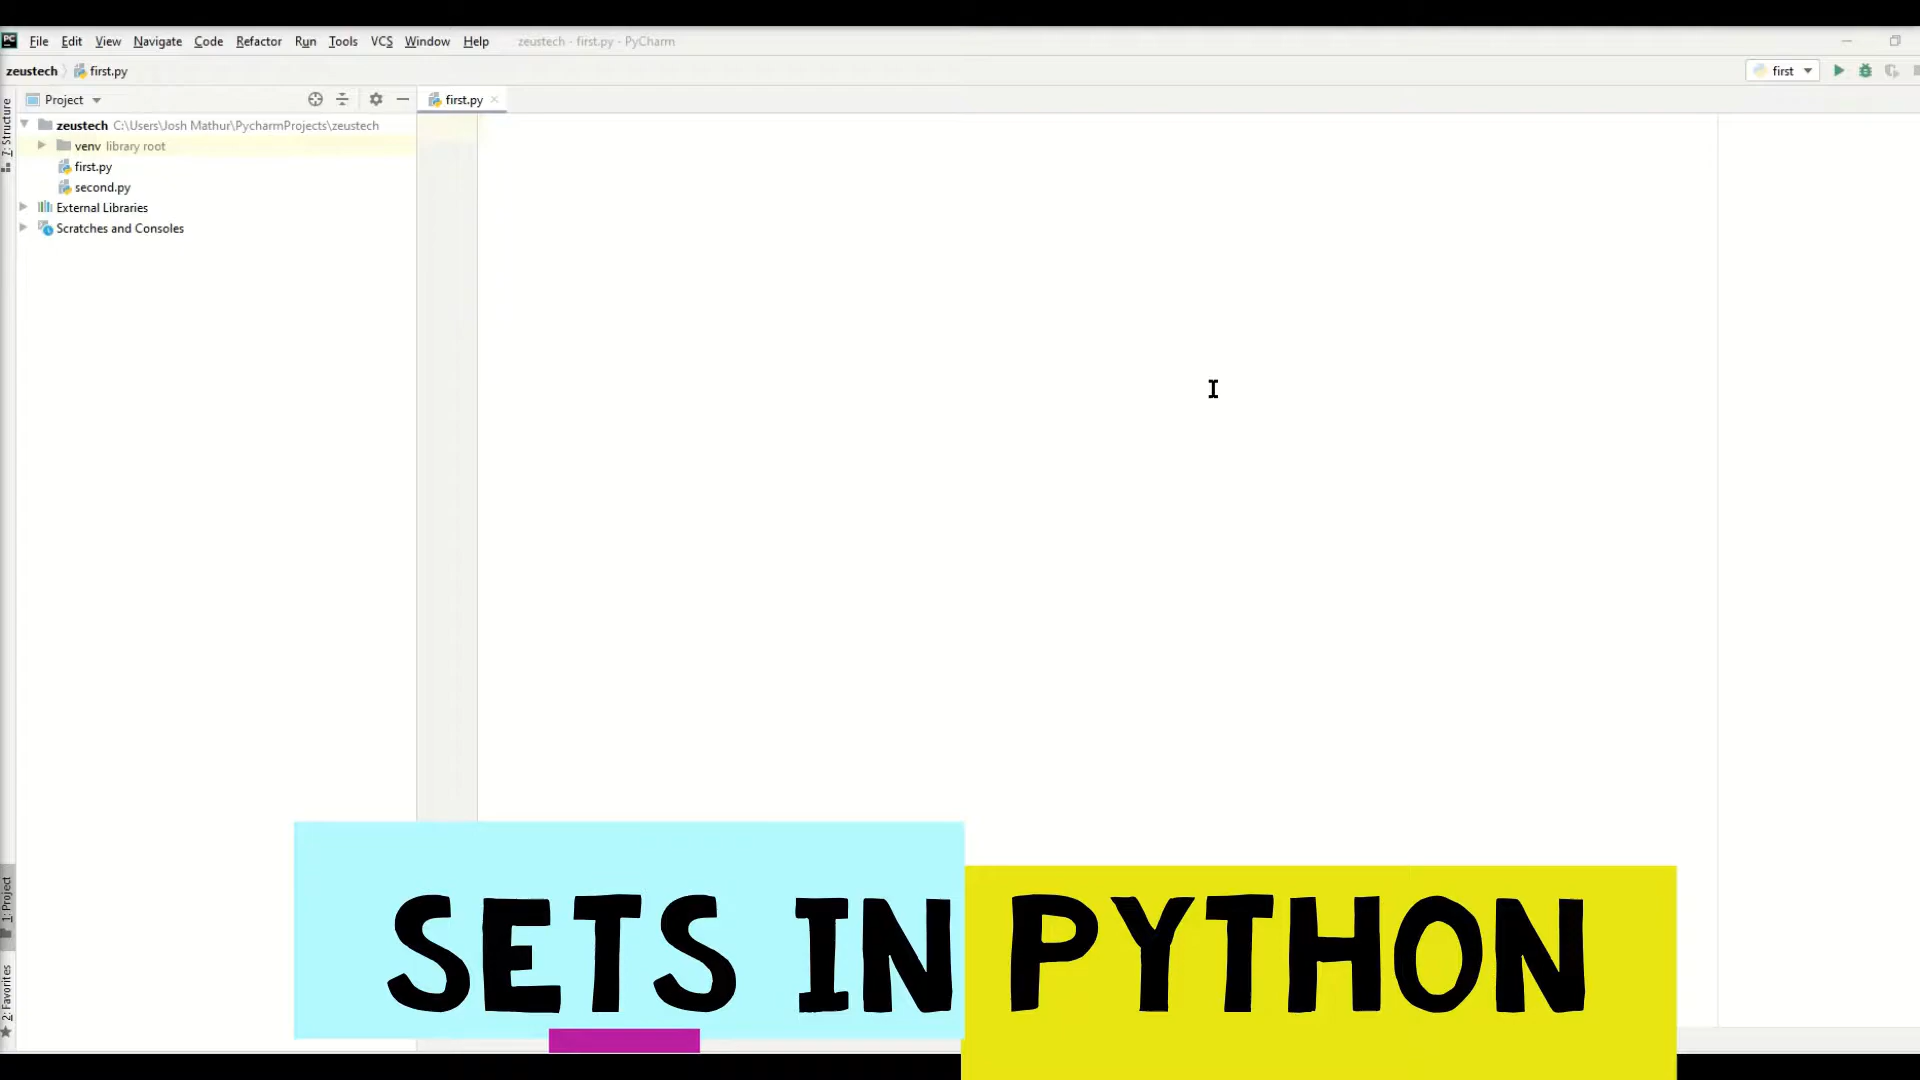 PC File Edit View Navigate Code Refactor Run Tools VCS Window Help zeustech - first.py - PyCharm
zeustech first.py first
Project first.py
zeustech C:\Users\Josh Mathur\PycharmProjects\zeustech
venv library root
first.py
second.py
External Libraries
Scratches and Consoles
Z: Structure
1: Project
2: Favorites
SETS IN PYTHON